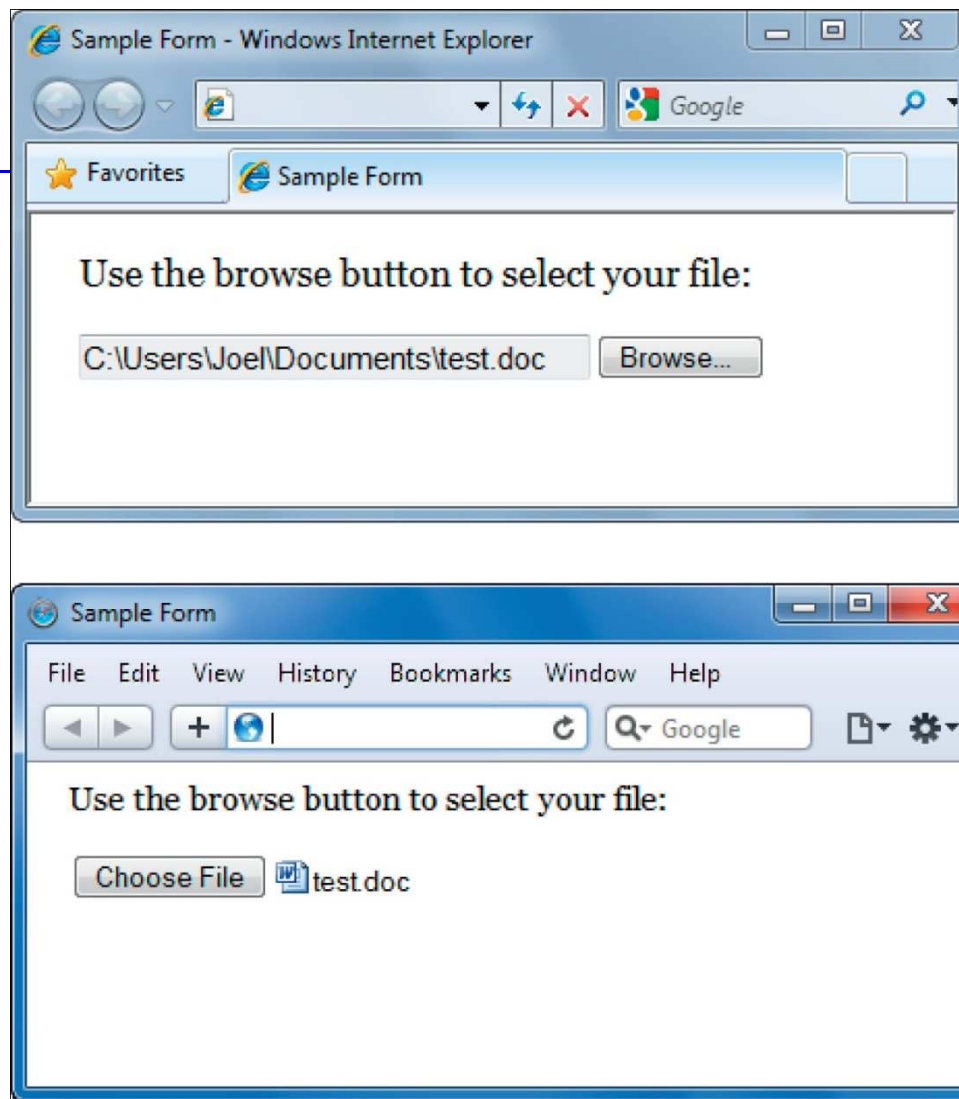 Sample Form - Windows Internet Explorer
Google
Favorites
Sample Form
Use the browse button to select your file:
C:\Users\Joel\Documents\test.doc Browse...
Sample Form
File Edit View History Bookmarks Window Help
Google
Use the browse button to select your file:
Choose File test.doc